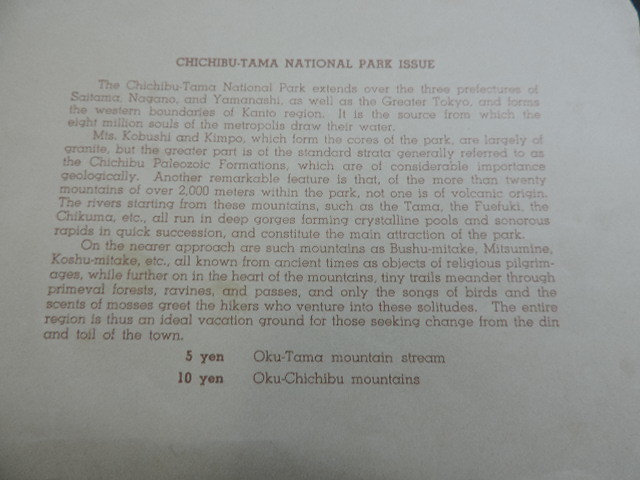 CHICHIBU-TAMA NATIONAL PARK ISSUE
The Chichibu-Tama National Park extends over the three prefectures of
Saitama, Nagano, and Yamanashi, as well as the Greater Tokyo, and forms
the western boundaries of Kanto region. It is the source from which the
eight million souls of the metropolis draw their water.
Mts. Kobushi and Kimpo, which form the cores of the park, are largely of
granite, but the greater part is of the standard strata generally referred to as
the Chichibu Paleozoic Formations, which are of considerable importance
geologically. Another remarkable feature is that, of the more than twenty
mountains of over 2,000 meters within the park, not one is of volcanic origin.
The rivers starting from these mountains, such as the Tama, the Fuefuki, the
Chikuma, etc., all run in deep gorges forming crystalline pools and sonorous
rapids in quick succession, and constitute the main attraction of the park.
On the nearer approach are such mountains as Bushu-mitake, Mitsumine,
Koshu-mitake, etc., all known from ancient times as objects of religious pilgrim-
ages, while further on in the heart of the mountains, tiny trails meander through
primeval forests, ravines, and passes, and only the songs of birds and the
scents of mosses greet the hikers who venture into these solitudes. The entire
region is thus an ideal vacation ground for those seeking change from the din
and toil of the town.
5 yen Oku-Tama mountain stream
10 yen Oku-Chichibu mountains